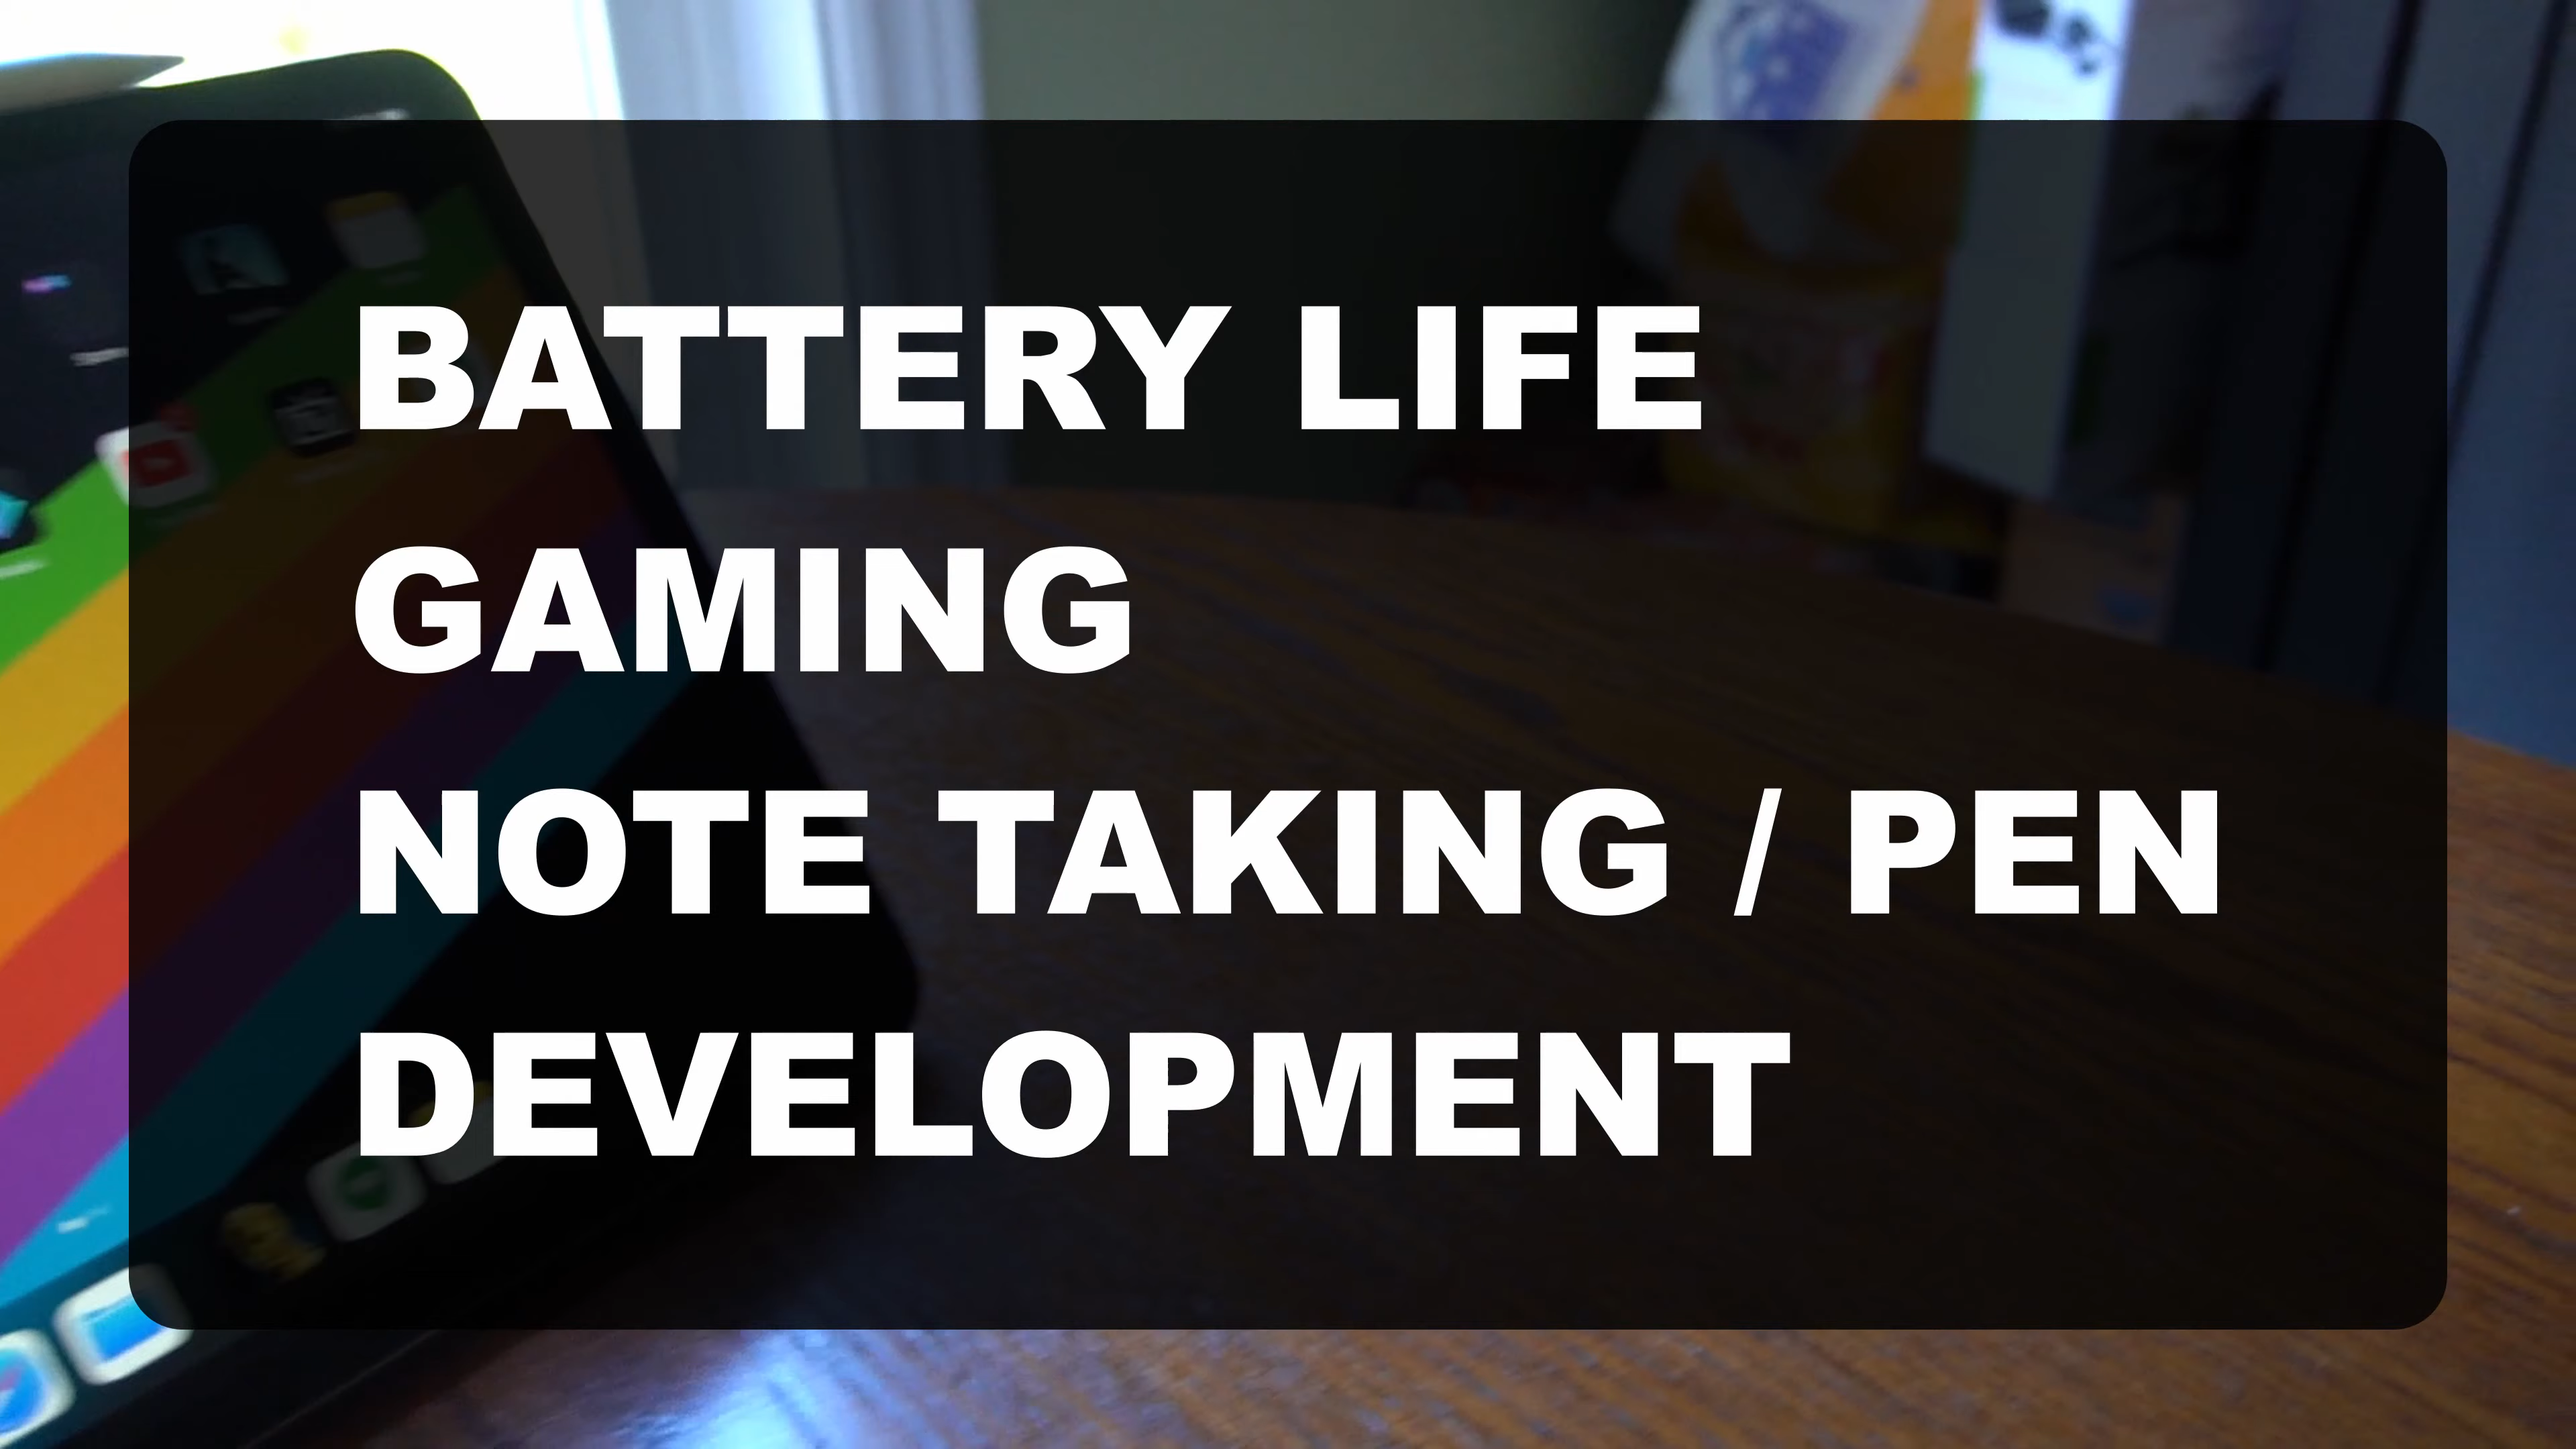 BATTERY LIFE
GAMING
NOTE TAKING / PEN
DEVELOPMENT